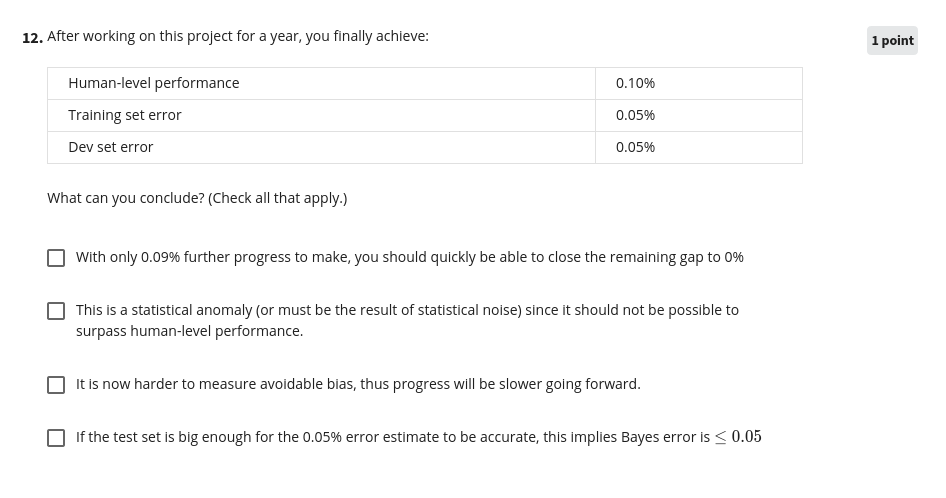 12. After working on this project for a year, you finally achieve:
1 point
Human-level performance 0.10%
Training set error 0.05%
Dev set error 0.05%
What can you conclude? (Check all that apply.)
With only 0.09% further progress to make, you should quickly be able to close the remaining gap to 0%
This is a statistical anomaly (or must be the result of statistical noise) since it should not be possible to
surpass human-level performance.
It is now harder to measure avoidable bias, thus progress will be slower going forward.
If the test set is big enough for the 0.05% error estimate to be accurate, this implies Bayes error is ≤ 0.05